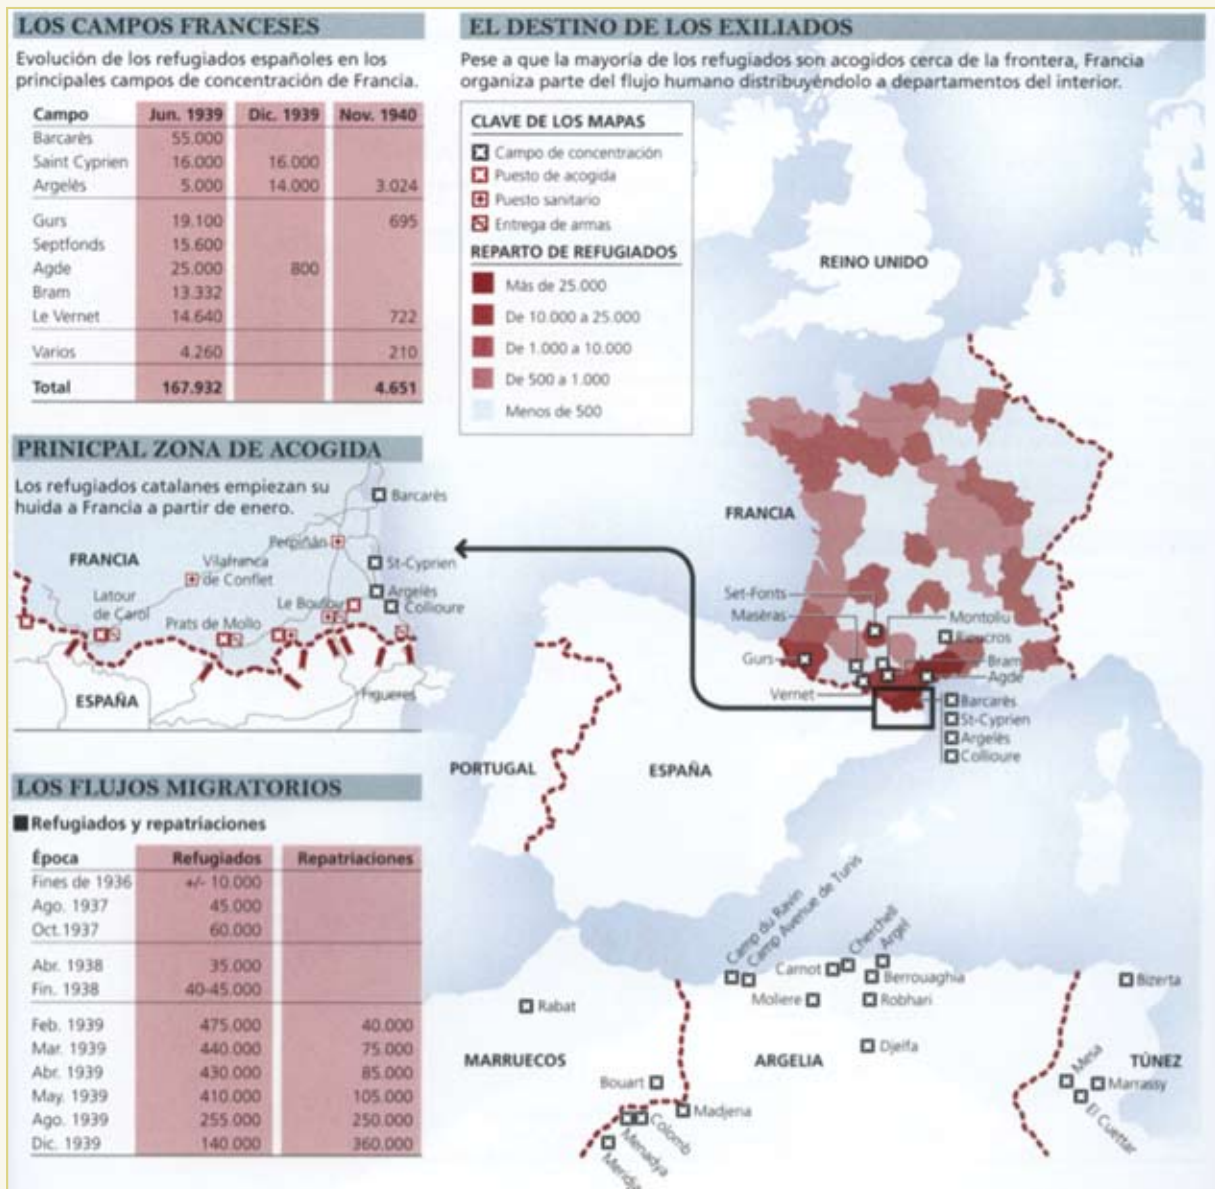 LOS CAMPOS FRANCESES
Evolución de los refugiados españoles en los
principales campos de concentración de Francia.
Campo Jun. 1939 Dic. 1939 Nov. 1940
Barcarès 55.000
Saint Cyprien 16.000 16.000
Argelès 5.000 14.000 3.024
Gurs 19.100 695
Septfonds 15.600
Agde 25.000 800
Bram 13.332
Le Vernet 14.640 722
Varios 4.260 210
Total 167.932 4.651
PRINICPAL ZONA DE ACOGIDA
Los refugiados catalanes empiezan su
huida a Francia a partir de enero.
Barcarès
Perpiñán
FRANCIA
Vilafranca
de Conflet
St-Cyprien
Latour
de Carol
Argelès
Le Boulou
Collioure
Prats de Mollo
ESPAÑA
Figueres
LOS FLUJOS MIGRATORIOS
Refugiados y repatriaciones
Época Refugiados Repatriaciones
Fines de 1936 +/- 10.000
Ago. 1937 45.000
Oct.1937 60.000
Abr. 1938 35.000
Fin. 1938 40-45.000
Feb. 1939 475.000 40.000
Mar. 1939 440.000 75.000
Abr. 1939 430.000 85.000
May. 1939 410.000 105.000
Ago. 1939 255.000 250.000
Dic. 1939 140.000 360.000
EL DESTINO DE LOS EXILIADOS
Pese a que la mayoría de los refugiados son acogidos cerca de la frontera, Francia
organiza parte del flujo humano distribuyéndolo a departamentos del interior.
CLAVE DE LOS MAPAS
Campo de concentración
Puesto de acogida
Puesto sanitario
Entrega de armas
REPARTO DE REFUGIADOS
Más de 25.000
De 10.000 a 25.000
De 1.000 a 10.000
De 500 a 1.000
Menos de 500
REINO UNIDO
FRANCIA
Set-Fonts
Masèras
Montoliu
Rieucros
Gurs
Bram
Agde
Vernet
Barcarès
St-Cyprien
Argelès
Collioure
PORTUGAL
ESPAÑA
Camp du Ravin
Camp Avenue de Tunis
Cherchell
Argel
Carnot
Berrouaghia
Bizerta
Moliere
Robhari
Rabat
Djelfa
MARRUECOS
ARGELIA
TÚNEZ
Mesa
Bouart
Marrassy
Madjena
El Cuettar
Colomb
Menadya